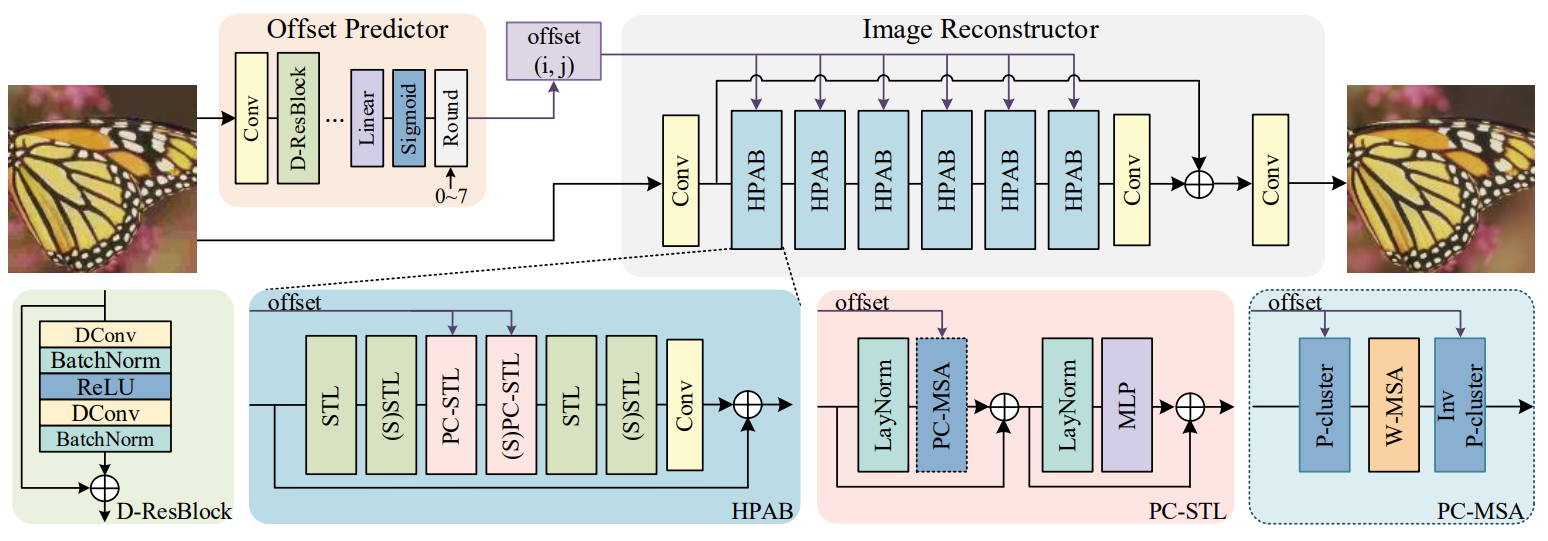 Offset Predictor
Conv
D-ResBlock
...
Linear
Sigmoid
Round
0~7
offset
(i, j)
Image Reconstructor
Conv
HPAB
HPAB
HPAB
HPAB
HPAB
HPAB
Conv
Conv
DConv
BatchNorm
ReLU
DConv
BatchNorm
D-ResBlock
offset
STL
(S)STL
PC-STL
(S)PC-STL
STL
(S)STL
Conv
HPAB
offset
LayNorm
PC-MSA
LayNorm
MLP
PC-STL
offset
P-cluster
W-MSA
Inv
P-cluster
PC-MSA